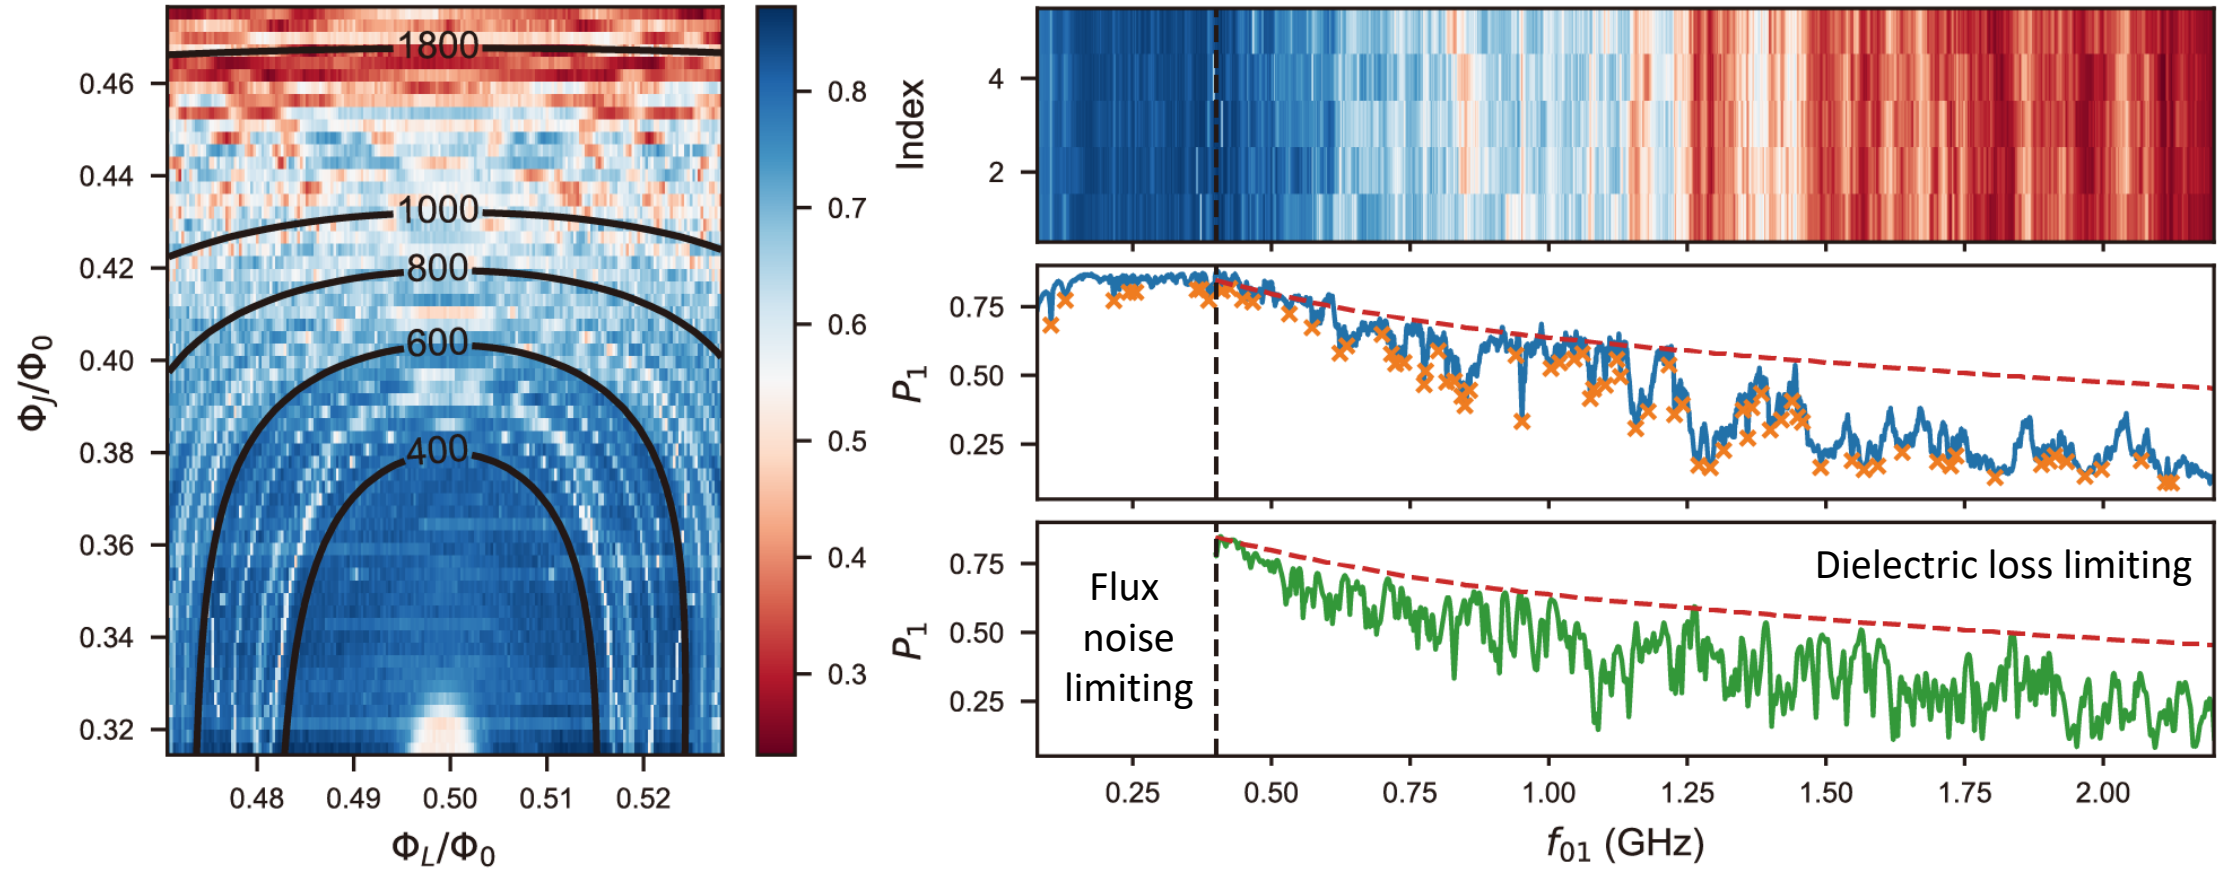 1800
1000
800
600
400
0.46
0.44
0.42
0.40
0.38
0.36
0.34
0.32
Φ_J/Φ_0
0.48 0.49 0.50 0.51 0.52
Φ_L/Φ_0
0.8
0.7
0.6
0.5
0.4
0.3
Index
4
2
P_1
0.75
0.50
0.25
P_1
0.75
0.50
0.25
Flux
noise
limiting
Dielectric loss limiting
0.25 0.50 0.75 1.00 1.25 1.50 1.75 2.00
f_01 (GHz)